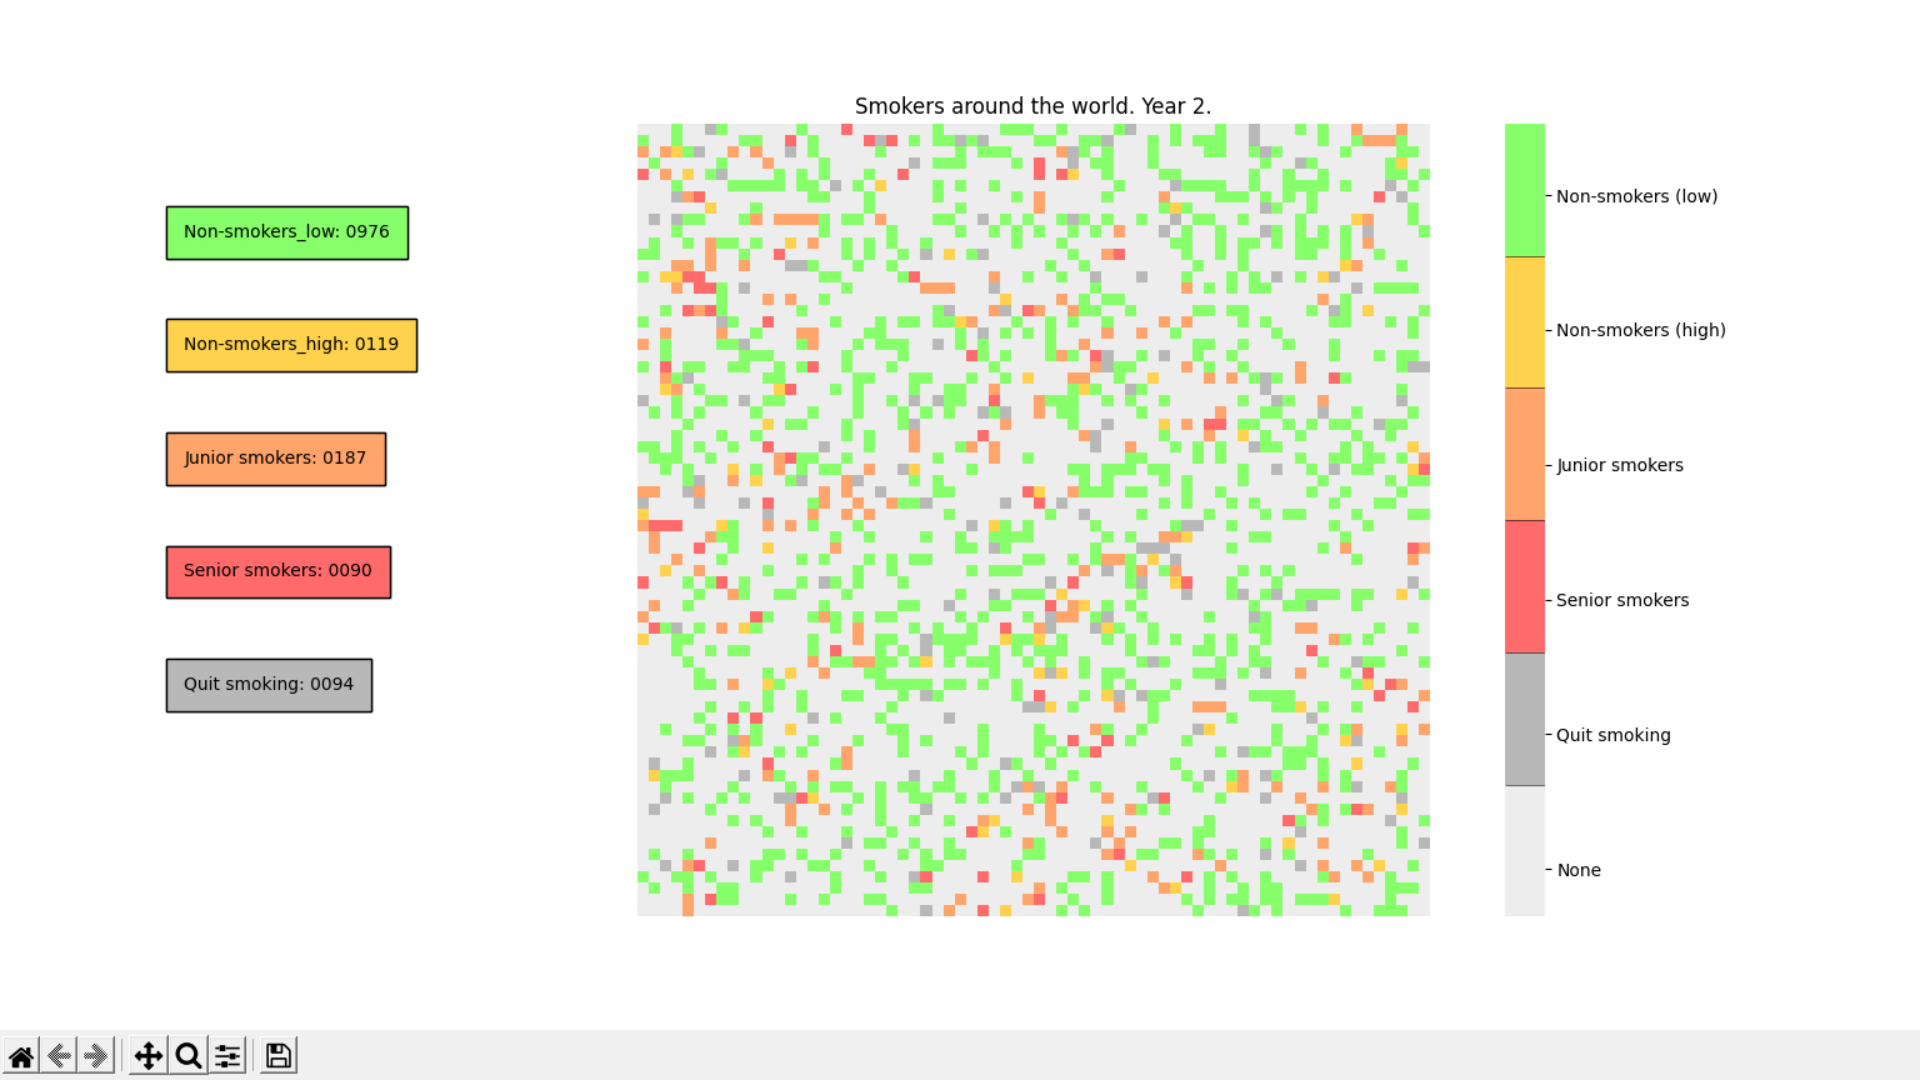 Smokers around the world. Year 2.
Non-smokers_low: 0976
Non-smokers_high: 0119
Junior smokers: 0187
Senior smokers: 0090
Quit smoking: 0094
Non-smokers (low)
Non-smokers (high)
Junior smokers
Senior smokers
Quit smoking
None